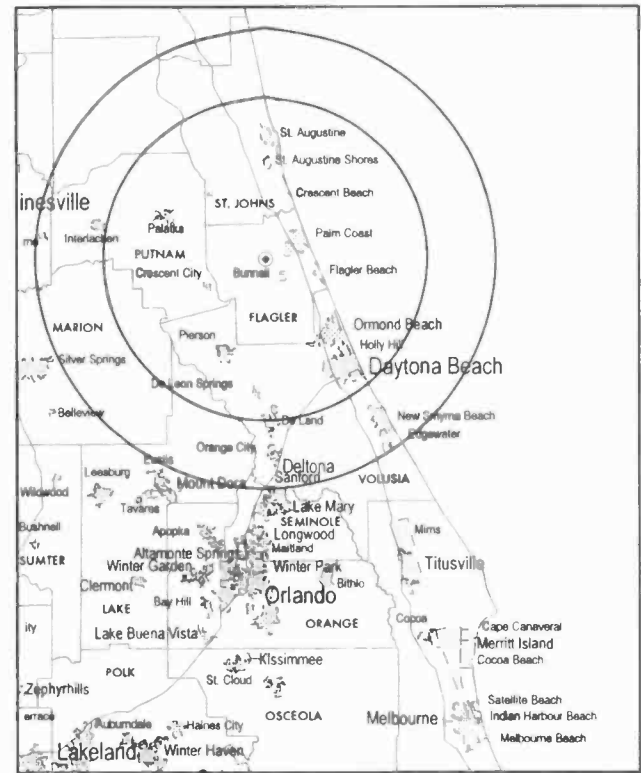 St. Augustine
St. Augustine Shores
Crescent Beach
inesville
ST. JOHNS
Palatka
Interlachen
Palm Coast
PUTNAM
Crescent City
Bunnell
Flagler Beach
FLAGLER
MARION
Ormond Beach
Pierson
Holly Hill
Silver Springs
Daytona Beach
De Leon Springs
Belleview
De Land
New Smyrna Beach
Edgewater
Orange City
Eustis
Deltona
Leesburg
Sanford
VOLUSIA
Mount Dora
Wildwood
Tavares
Lake Mary
SEMINOLE
Bushnell
Apopka
Longwood
Mims
Altamonte Springs
Maitland
SUMTER
Winter Garden
Winter Park
Titusville
Clermont
Bithlo
Bay Hill
Orlando
LAKE
ORANGE
Cocoa
Cape Canaveral
ity
Lake Buena Vista
Merritt Island
Cocoa Beach
Kissimmee
POLK
St. Cloud
Zephyrhills
Satellite Beach
OSCEOLA
Melbourne
Indian Harbour Beach
errace
Auburndale
Haines City
Melbourne Beach
Lakeland
Winter Haven